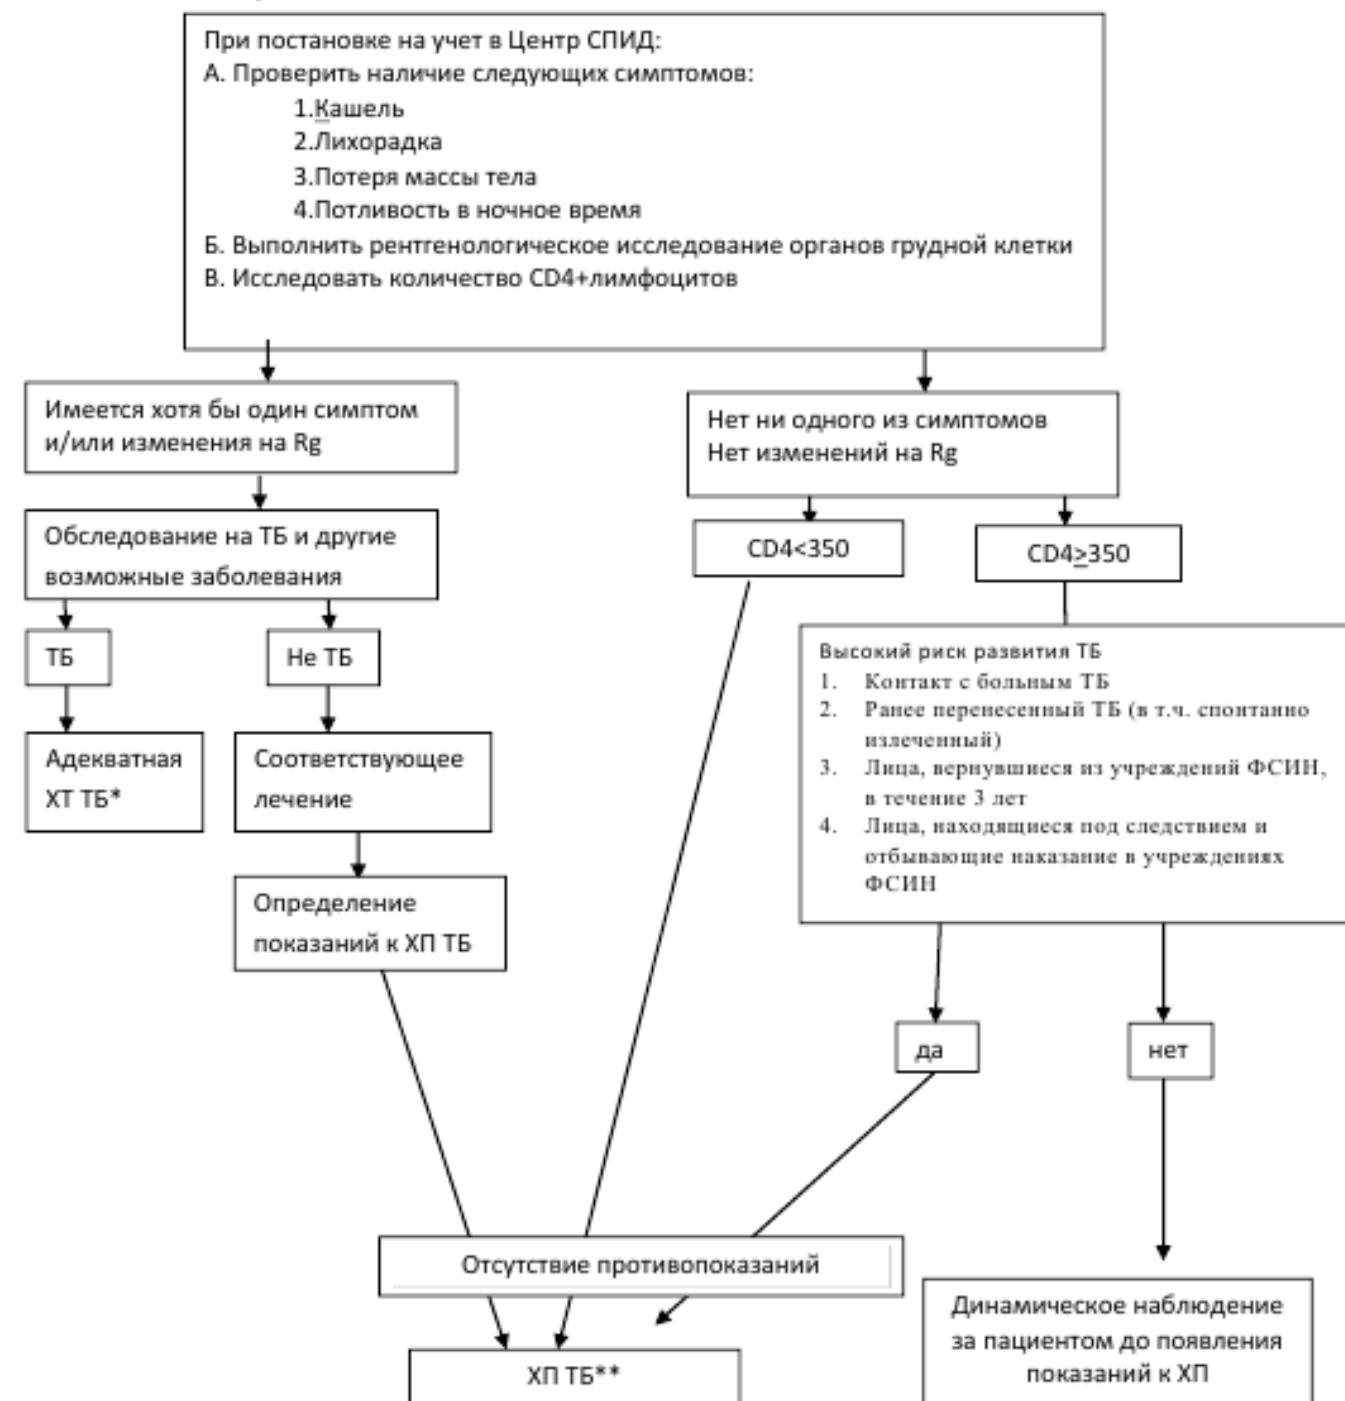 При постановке на учет в Центр СПИД:
А. Проверить наличие следующих симптомов:
1.Кашель
2.Лихорадка
3.Потеря массы тела
4.Потливость в ночное время
Б. Выполнить рентгенологическое исследование органов грудной клетки
В. Исследовать количество CD4+лимфоцитов
Имеется хотя бы один симптом
и/или изменения на Rg
Нет ни одного из симптомов
Нет изменений на Rg
Обследование на ТБ и другие
возможные заболевания
CD4<350
CD4≥350
ТБ
Не ТБ
Высокий риск развития ТБ
1. Контакт с больным ТБ
2. Ранее перенесенный ТБ (в т.ч. спонтанно
излеченный)
3. Лица, вернувшиеся из учреждений ФСИН,
в течение 3 лет
4. Лица, находящиеся под следствием и
отбывающие наказание в учреждениях
ФСИН
Адекватная
ХТ ТБ*
Соответствующее
лечение
Определение
показаний к ХП ТБ
да
нет
Отсутствие противопоказаний
ХП ТБ**
Динамическое наблюдение
за пациентом до появления
показаний к ХП